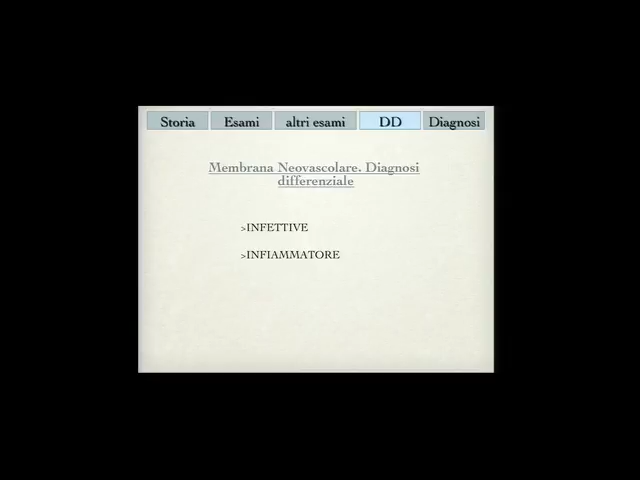 Storia Esami altri esami DD Diagnosi
Membrana Neovascolare. Diagnosi
differenziale
>INFETTIVE
>INFIAMMATORE